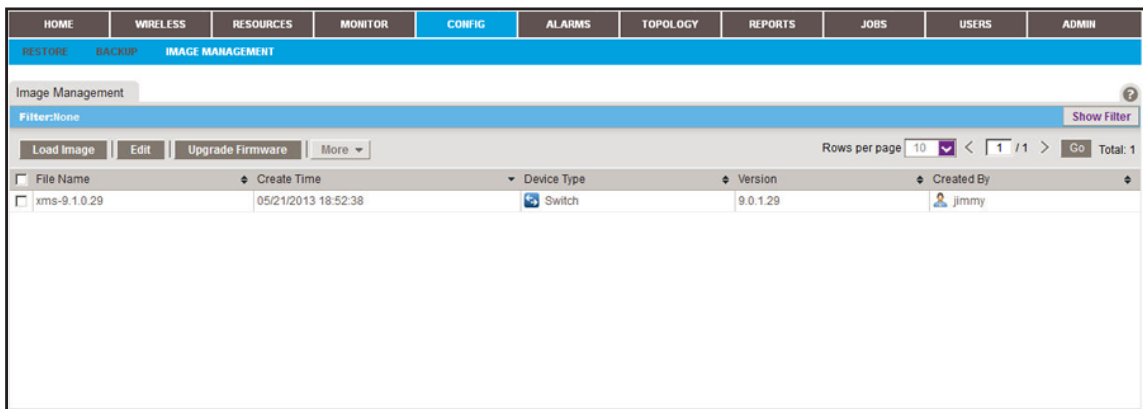 HOME WIRELESS RESOURCES MONITOR CONFIG ALARMS TOPOLOGY REPORTS JOBS USERS ADMIN
RESTORE BACKUP IMAGE MANAGEMENT
Image Management ?
Filter:None Show Filter
Load Image Edit Upgrade Firmware More Rows per page 10 < 1 / 1 > Go Total: 1
File Name Create Time Device Type Version Created By
xms-9.1.0.29 05/21/2013 18:52:38 Switch 9.0.1.29 jimmy